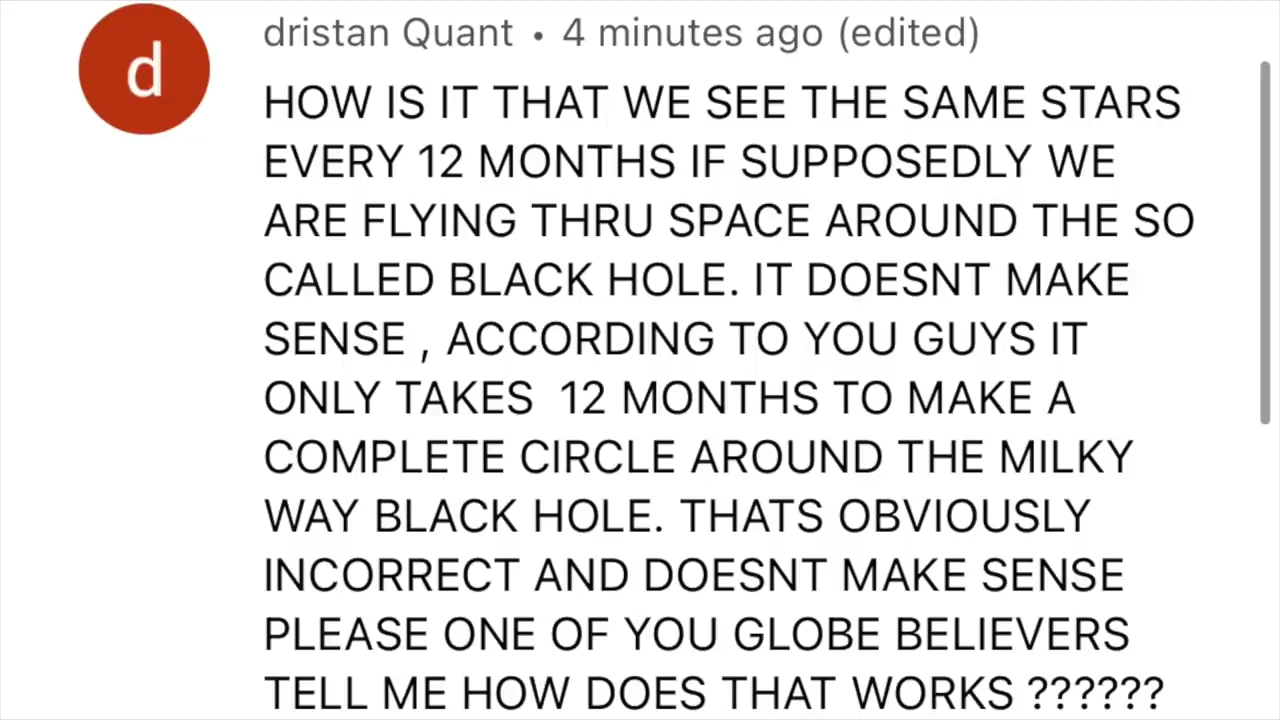 d
dristan Quant • 4 minutes ago (edited)
HOW IS IT THAT WE SEE THE SAME STARS
EVERY 12 MONTHS IF SUPPOSEDLY WE
ARE FLYING THRU SPACE AROUND THE SO
CALLED BLACK HOLE. IT DOESNT MAKE
SENSE , ACCORDING TO YOU GUYS IT
ONLY TAKES  12 MONTHS TO MAKE A
COMPLETE CIRCLE AROUND THE MILKY
WAY BLACK HOLE. THATS OBVIOUSLY
INCORRECT AND DOESNT MAKE SENSE
PLEASE ONE OF YOU GLOBE BELIEVERS
TELL ME HOW DOES THAT WORKS ??????